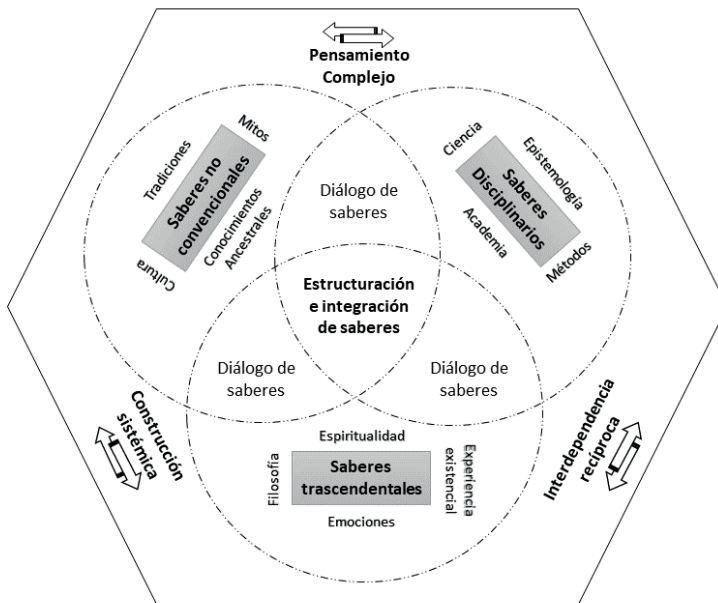 Pensamiento
Complejo
Mitos
Tradiciones
Saberes no
convencionales
Conocimientos
Ancestrales
Cultura
Diálogo de
saberes
Ciencia
Epistemología
Saberes
Disciplinarios
Academia
Métodos
Estructuración
e integración
de saberes
Diálogo de
saberes
Diálogo de
saberes
Construcción
sistémica
Interdependencia
recíproca
Espiritualidad
Filosofía
Saberes
trascendentales
Experiencia
existencial
Emociones